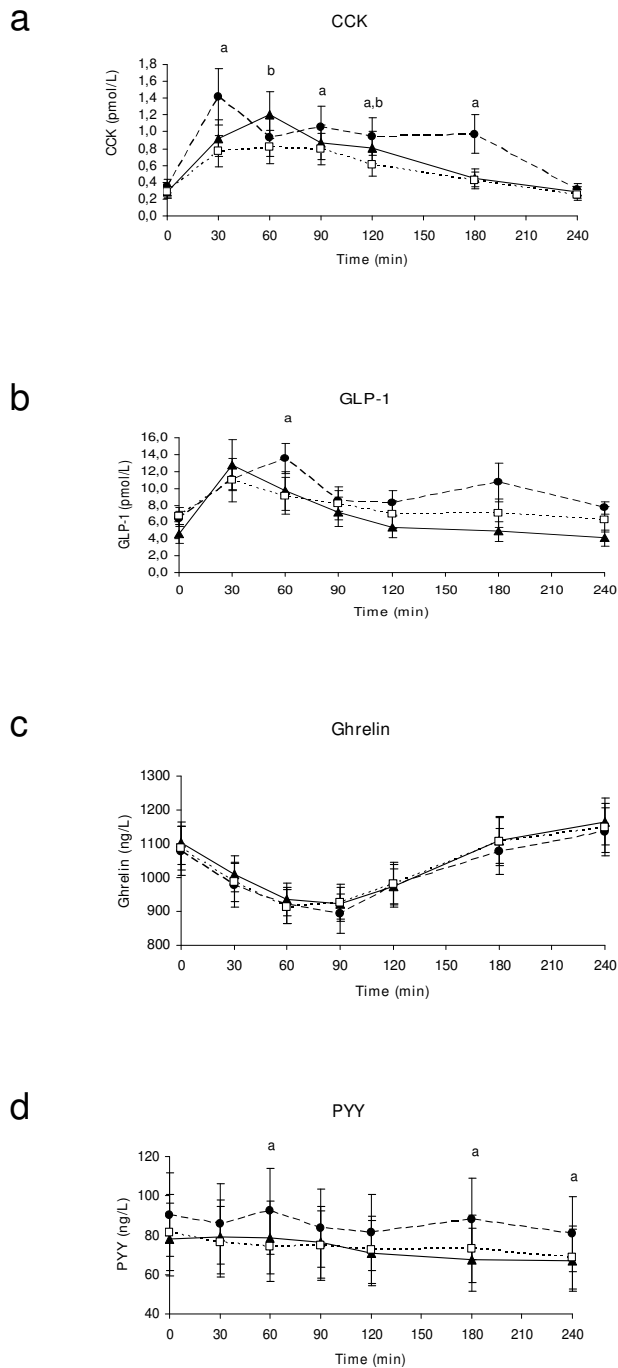 a
CCK
CCK (pmol/L)
1,8
1,6
1,4
1,2
1,0
0,8
0,6
0,4
0,2
0,0
a
b
a
a,b
a
0 30 60 90 120 150 180 210 240
Time (min)
b
GLP-1
GLP-1 (pmol/L)
16,0
14,0
12,0
10,0
8,0
6,0
4,0
2,0
0,0
a
0 30 60 90 120 150 180 210 240
Time (min)
c
Ghrelin
Ghrelin (ng/L)
1300
1200
1100
1000
900
800
0 30 60 90 120 150 180 210 240
Time (min)
d
PYY
PYY (ng/L)
120
100
80
60
40
a
a
a
0 30 60 90 120 150 180 210 240
Time (min)